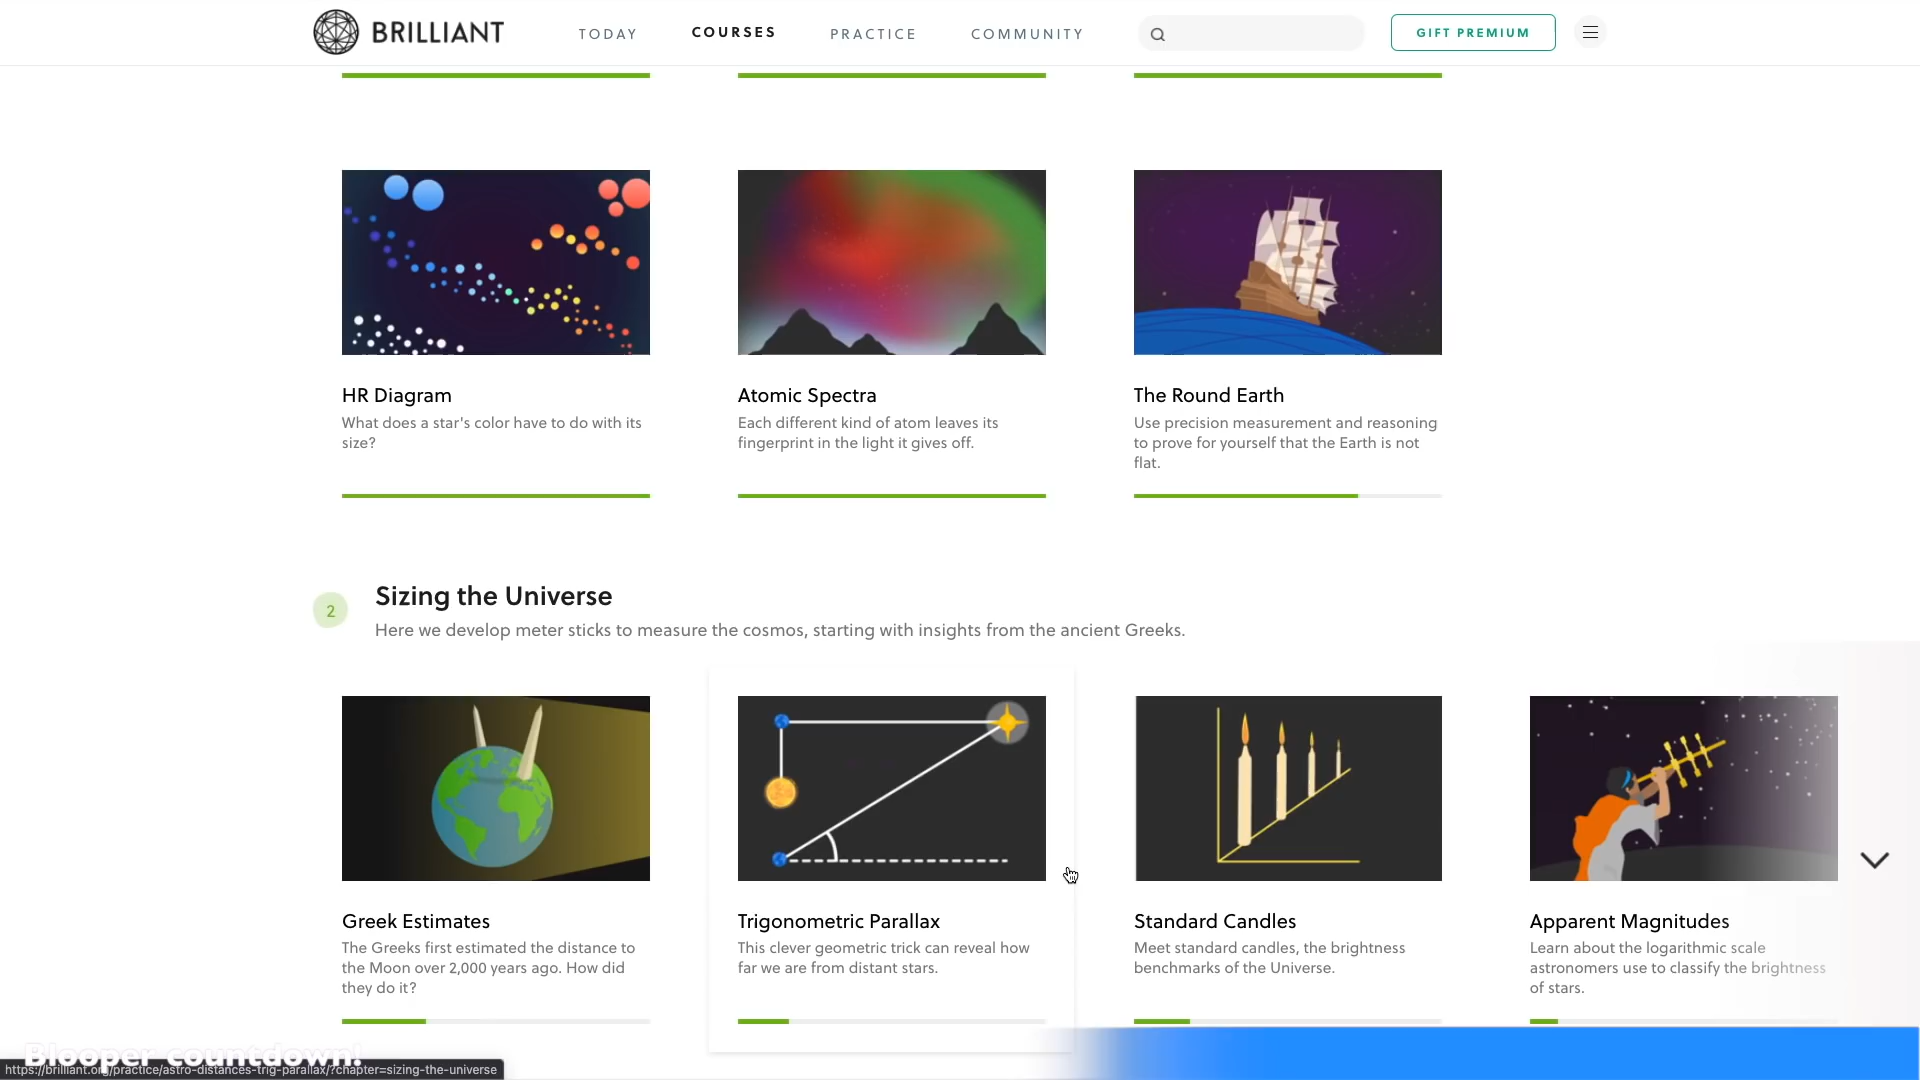 BRILLIANT
TODAY
COURSES
PRACTICE
COMMUNITY
GIFT PREMIUM
HR Diagram
What does a star's color have to do with its
size?
Atomic Spectra
Each different kind of atom leaves its
fingerprint in the light it gives off.
The Round Earth
Use precision measurement and reasoning
to prove for yourself that the Earth is not
flat.
2
Sizing the Universe
Here we develop meter sticks to measure the cosmos, starting with insights from the ancient Greeks.
Greek Estimates
The Greeks first estimated the distance to
the Moon over 2,000 years ago. How did
they do it?
Trigonometric Parallax
This clever geometric trick can reveal how
far we are from distant stars.
Standard Candles
Meet standard candles, the brightness
benchmarks of the Universe.
Apparent Magnitudes
Learn about the logarithmic scale
astronomers use to classify the brightness
of stars.
Blooper countdown!
https://brilliant.org/practice/astro-distances-trig-parallax/?chapter=sizing-the-universe